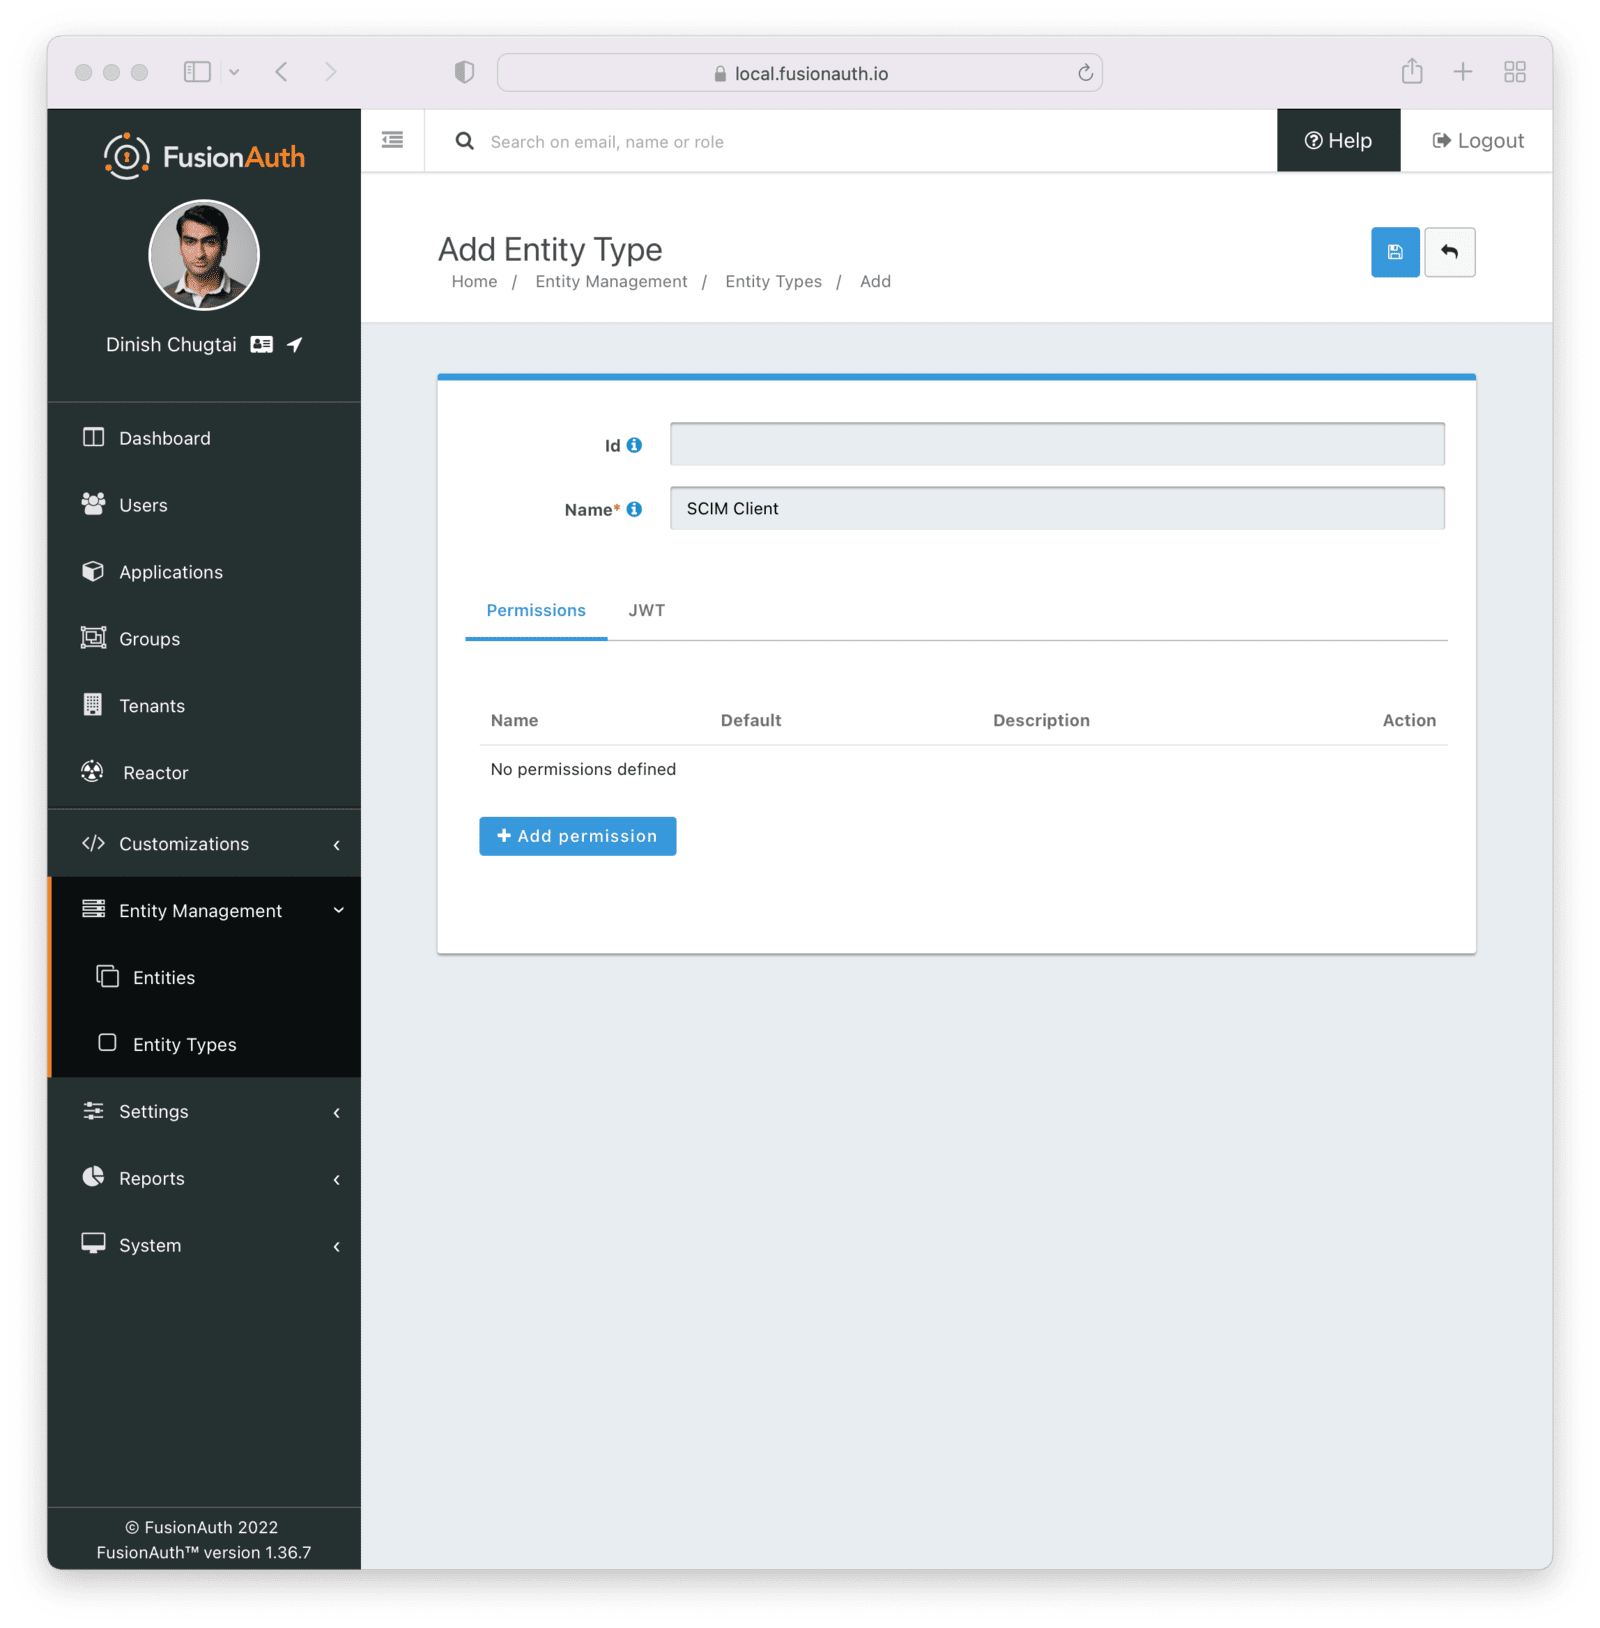 local.fusionauth.io
FusionAuth
Search on email, name or role
Help
Logout
Dinish Chugtai
Add Entity Type
Home / Entity Management / Entity Types / Add
Id
Name*
SCIM Client
Permissions
JWT
Name Default Description Action
No permissions defined
Add permission
Dashboard
Users
Applications
Groups
Tenants
Reactor
Customizations
Entity Management
Entities
Entity Types
Settings
Reports
System
© FusionAuth 2022
FusionAuth™ version 1.36.7